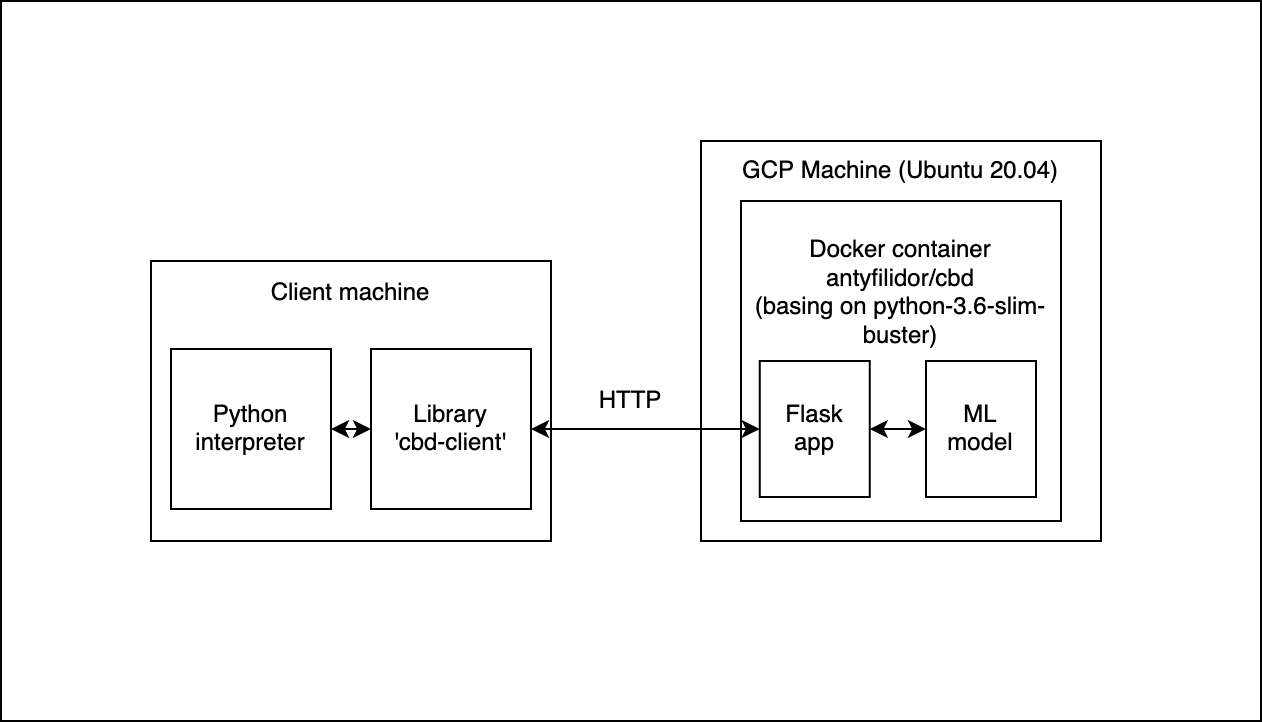 GCP Machine (Ubuntu 20.04)
Docker container
antyfilidor/cbd
(basing on python-3.6-slim-
buster)
Client machine
Python
interpreter
Library
'cbd-client'
HTTP
Flask
app
ML
model